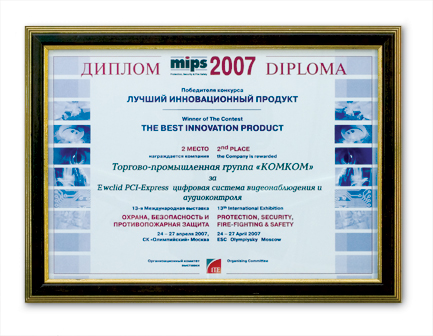 ДИПЛОМ mips 2007 DIPLOMA
Победителя конкурса
ЛУЧШИЙ ИННОВАЦИОННЫЙ ПРОДУКТ
Winner of The Contest
THE BEST INNOVATION PRODUCT
2 МЕСТО 2nd PLACE
награждается компания the Company is rewarded
Торгово-промышленная группа «КОМКОМ»
за
Ewclid PCI-Express цифровая система видеонаблюдения и
аудиоконтроля
13-я Международная выставка 13th International Exhibition
ОХРАНА, БЕЗОПАСНОСТЬ И PROTECTION, SECURITY,
ПРОТИВОПОЖАРНАЯ ЗАЩИТА FIRE-FIGHTING & SAFETY
24 – 27 апреля 2007, 24 – 27 April 2007
СК «Олимпийский» Москва ESC Olympiysky Moscow
Организационный комитет Organizing Committee
выставки ITE